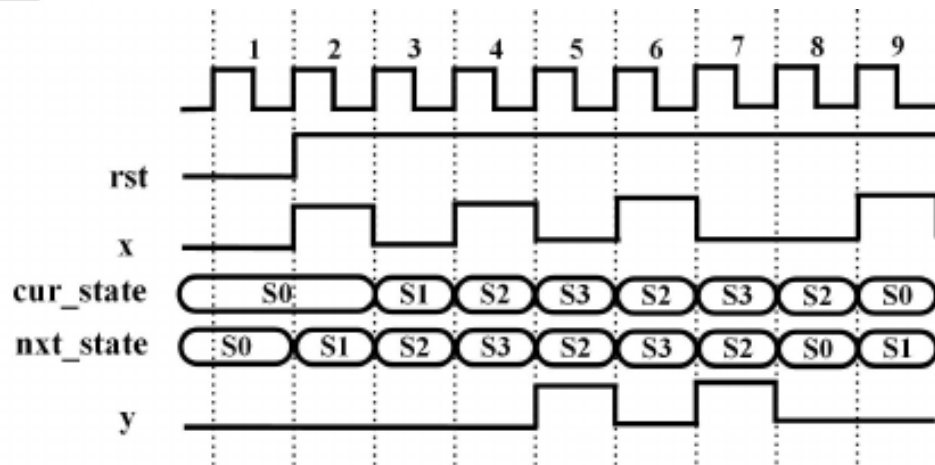 1 2 3 4 5 6 7 8 9
rst
x
cur_state S0 S1 S2 S3 S2 S3 S2 S0
nxt_state S0 S1 S2 S3 S2 S3 S2 S0 S1
y